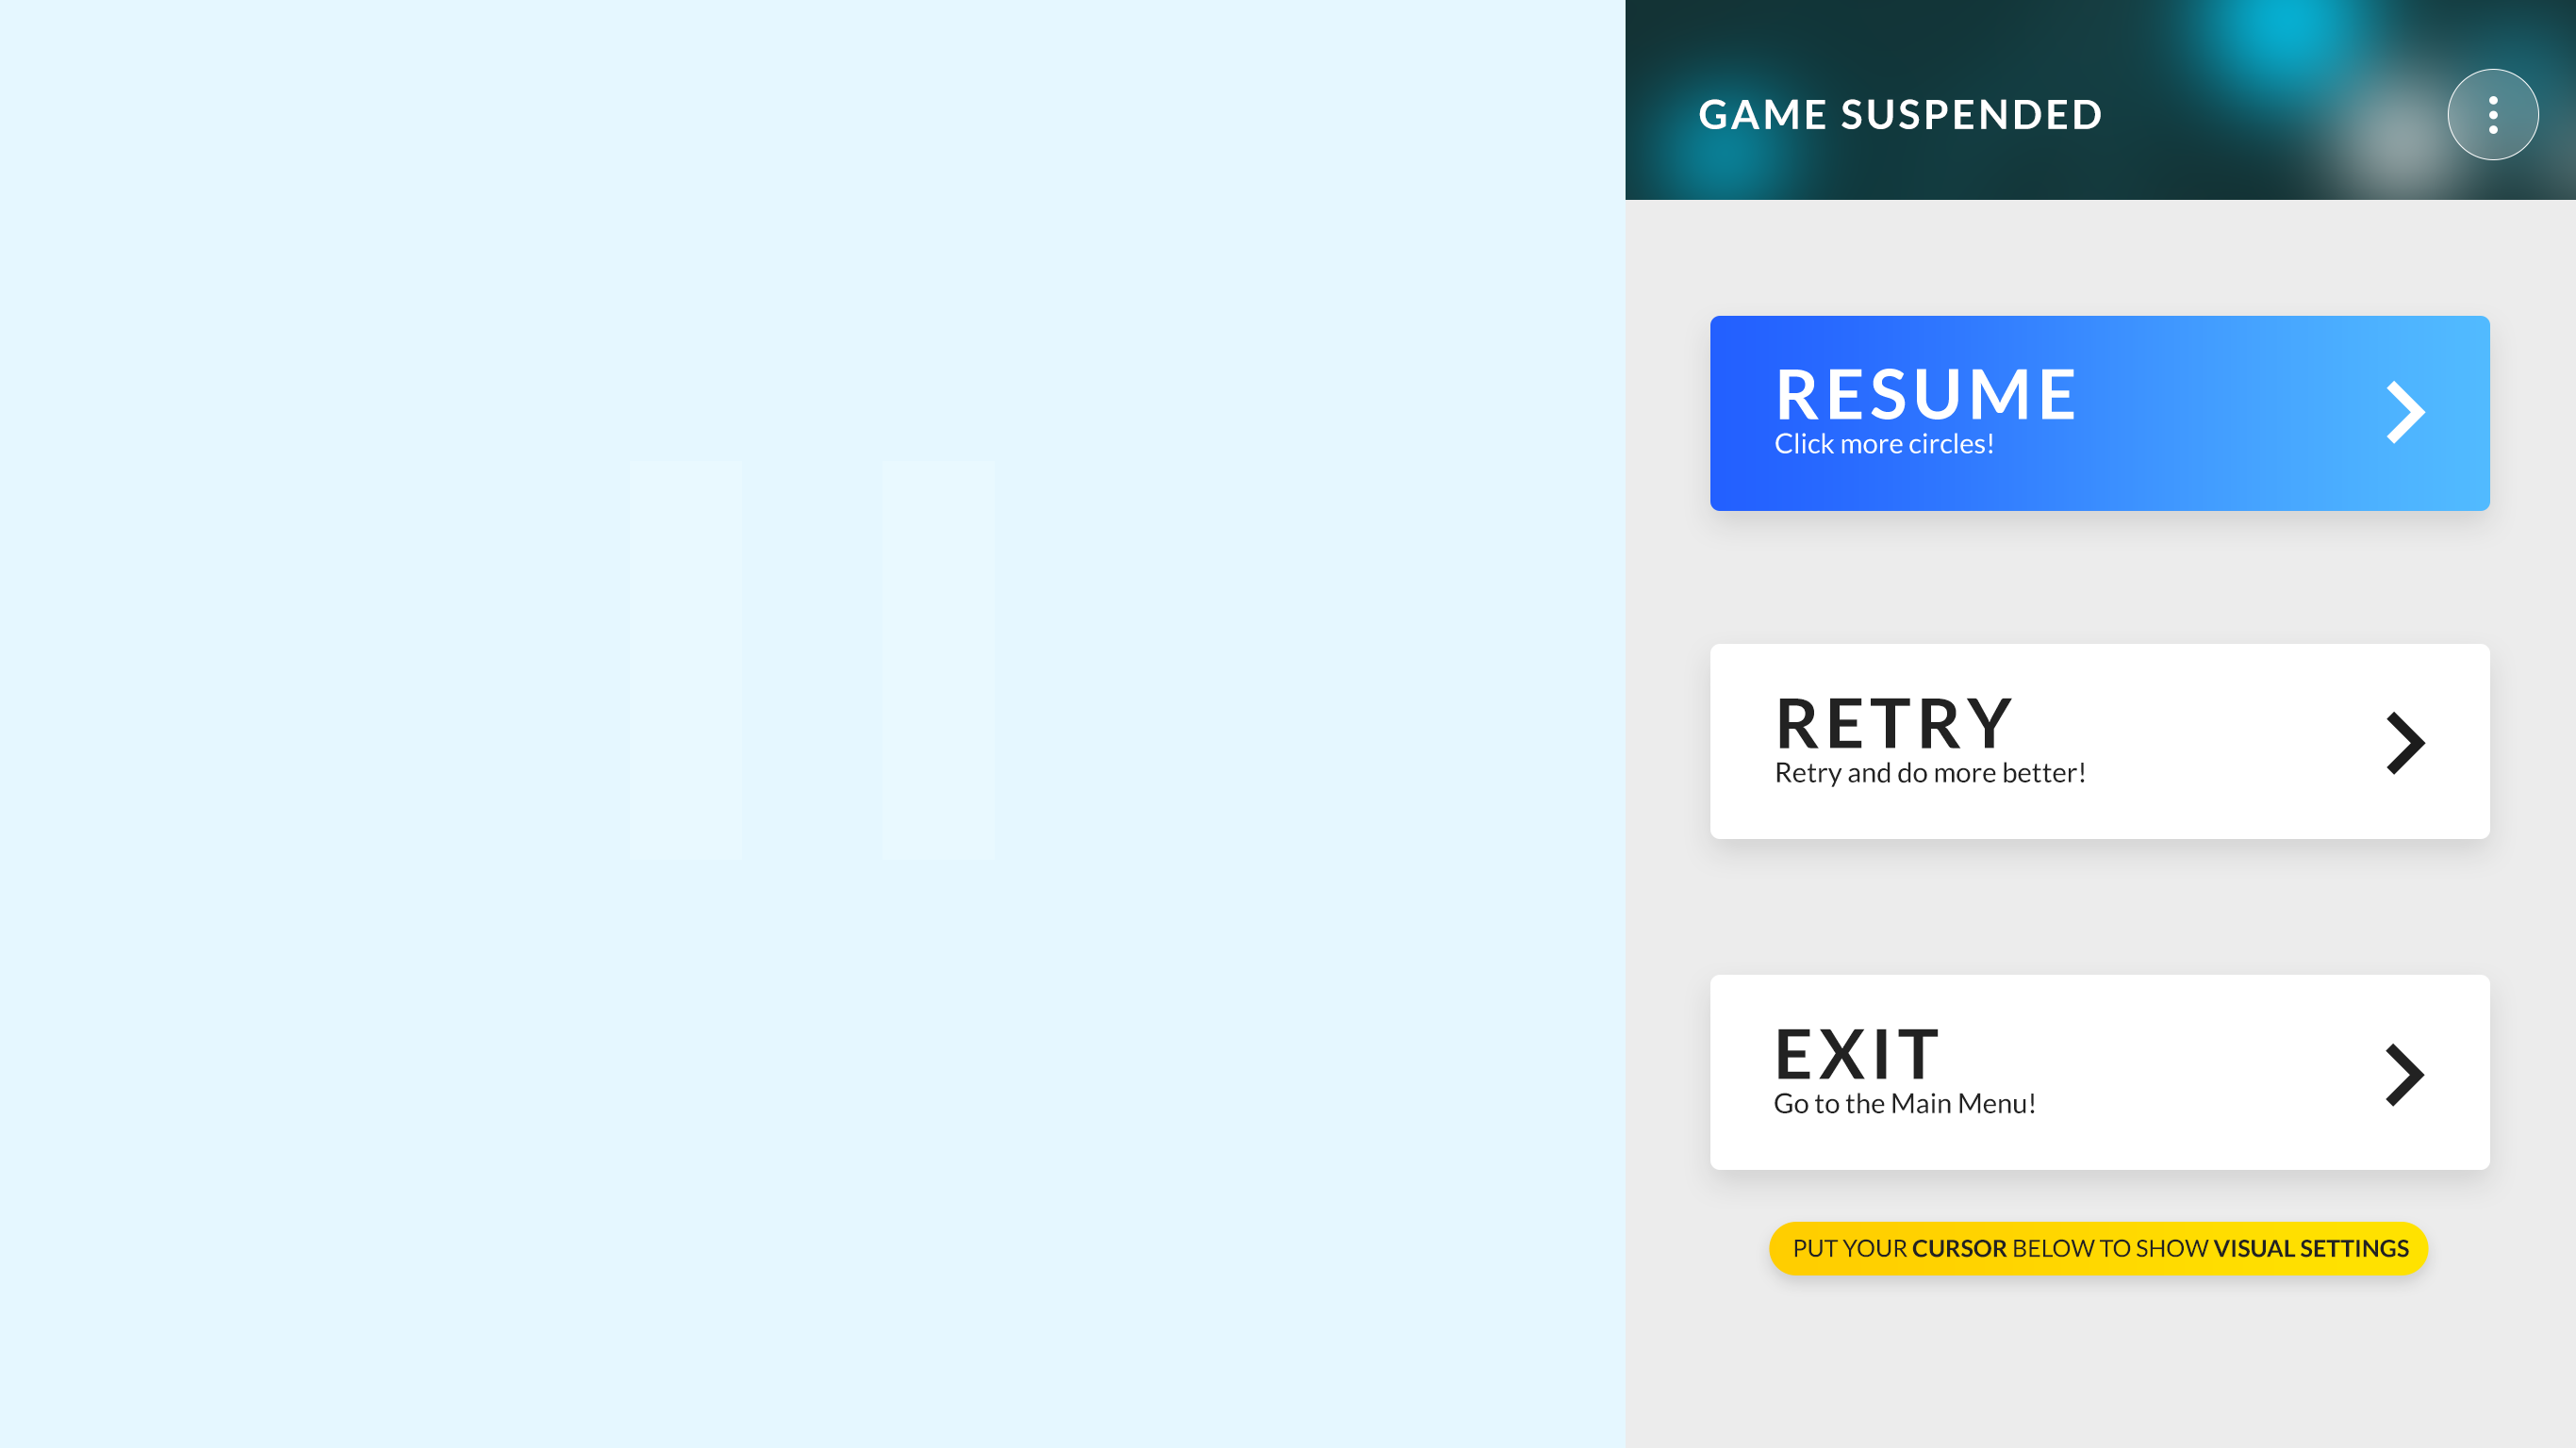 GAME SUSPENDED
RESUME
Click more circles!
RETRY
Retry and do more better!
EXIT
Go to the Main Menu!
PUT YOUR CURSOR BELOW TO SHOW VISUAL SETTINGS